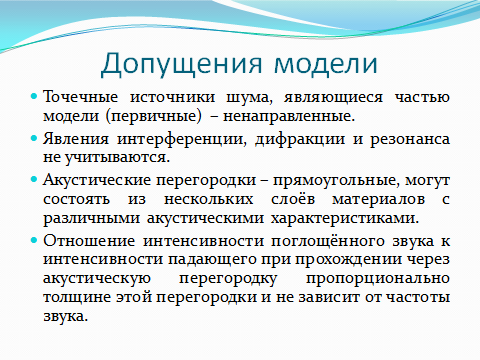 Допущения модели
Точечные источники шума, являющиеся частью
модели (первичные) – ненаправленные.
Явления интерференции, дифракции и резонанса
не учитываются.
Акустические перегородки – прямоугольные, могут
состоять из нескольких слоёв материалов с
различными акустическими характеристиками.
Отношение интенсивности поглощённого звука к
интенсивности падающего при прохождении через
акустическую перегородку пропорционально
толщине этой перегородки и не зависит от частоты
звука.